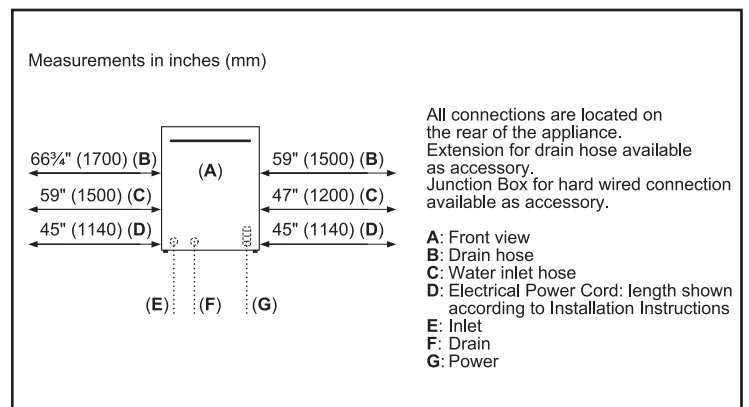 Measurements in inches (mm)
66¾" (1700) (B)
(A)
59" (1500) (B)
59" (1500) (C)
47" (1200) (C)
45" (1140) (D)
45" (1140) (D)
(E)
(F)
(G)
All connections are located on
the rear of the appliance.
Extension for drain hose available
as accessory.
Junction Box for hard wired connection
available as accessory.
A: Front view
B: Drain hose
C: Water inlet hose
D: Electrical Power Cord: length shown
according to Installation Instructions
E: Inlet
F: Drain
G: Power